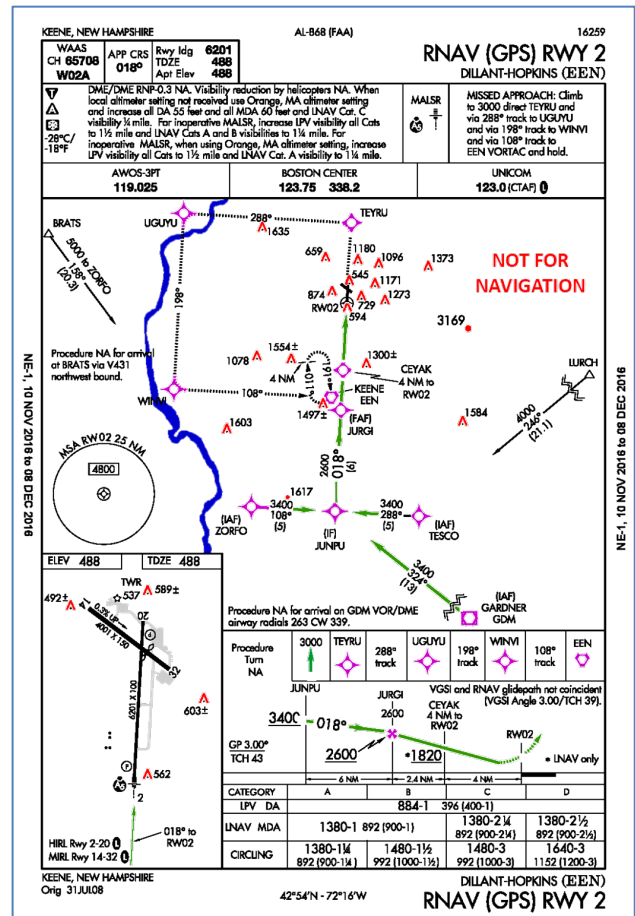 KEENE, NEW HAMPSHIRE
AL-868 (FAA)
16259
WAAS
CH 65708
W02A
APP CRS
018°
Rwy ldg 6201
TDZE 488
Apt Elev 488
RNAV (GPS) RWY 2
DILLANT-HOPKINS (EEN)
T
A
-28°C/
-18°F
DME/DME RNP-0.3 NA. Visibility reduction by helicopters NA. When
local altimeter setting not received use Orange, MA altimeter setting
and increase all DA 55 feet and all MDA 60 feet and LNAV Cat. C
visibility ¼ mile. For inoperative MALSR, increase LPV visibility all Cats
to 1½ mile and LNAV Cats A and B visibilities to 1¼ mile. For
inoperative MALSR, when using Orange, MA altimeter setting, increase
LPV visibility all Cats to 1½ mile and LNAV Cat. A visibility to 1¼ mile.
MALSR
MISSED APPROACH: Climb
to 3000 direct TEYRU and
via 288° track to UGUYU
and via 198° track to WINVI
and via 108° track to
EEN VORTAC and hold.
AWOS-3PT
119.025
BOSTON CENTER
123.75 338.2
UNICOM
123.0 (CTAF) L
NE-1, 10 NOV 2016 to 08 DEC 2016
BRATS
5000 to ZORFO
158°
(20.3)
UGUYU
288°
1635
TEYRU
659
1180
1096
1373
545
1171
874
729
1273
RW02
594
NOT FOR
NAVIGATION
3169
198°
Procedure NA for arrival
at BRATS via V431
northwest bound.
1078
1554±
4 NM
1300±
CEYAK
4 NM to
RW02
011°
191°
KEENE
EEN
WINVI
108°
1497±
(FAF)
JURGI
LURCH
4000
246°
(21.1)
1603
1584
2600
018°
(6)
MSA RW02 25 NM
4800
1617
3400
108°
(5)
(IAF)
ZORFO
(IF)
JUNPU
3400
288°
(5)
(IAF)
TESCO
3400
324°
(13)
(IAF)
GARDNER
GDM
Procedure NA for arrival on GDM VOR/DME
airway radials 263 CW 339.
NE-1, 10 NOV 2016 to 08 DEC 2016
ELEV 488
TDZE 488
TWR
537
589±
492±
14
0.3% UP
4001 X 150
20
P
32
6201 X 100
603±
562
P
A5
2
018° to
RW02
HIRL Rwy 2-20 L
MIRL Rwy 14-32 L
Procedure
Turn
NA
3000
TEYRU
288°
track
UGUYU
198°
track
WINVI
108°
track
EEN
JUNPU
JURGI
VGSI and RNAV glidepath not coincident
(VGSI Angle 3.00/TCH 39).
2600
CEYAK
4 NM to
RW02
3400
018°
RW02
GP 3.00°
TCH 43
2600
*1820
* LNAV only
6 NM
2.4 NM
4 NM
CATEGORY
A
B
C
D
LPV DA
884-1 396 (400-1)
LNAV MDA
1380-1 892 (900-1)
1380-2¼
892 (900-2¼)
1380-2½
892 (900-2½)
CIRCLING
1380-1¼
892 (900-1¼)
1480-1½
992 (1000-1½)
1480-3
992 (1000-3)
1640-3
1152 (1200-3)
KEENE, NEW HAMPSHIRE
Orig 31JUL08
42°54'N - 72°16'W
DILLANT-HOPKINS (EEN)
RNAV (GPS) RWY 2